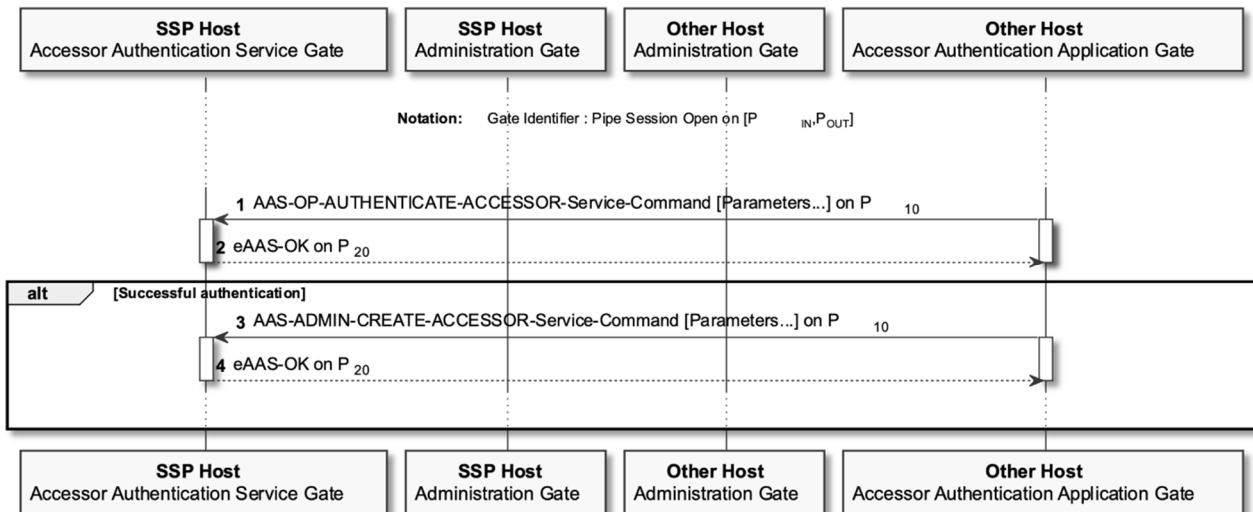 SSP Host SSP Host Other Host Other Host
Accessor Authentication Service Gate Administration Gate Administration Gate Accessor Authentication Application Gate
Notation: Gate Identifier : Pipe Session Open on [P IN,POUT]
1 AAS-OP-AUTHENTICATE-ACCESSOR-Service-Command [Parameters...] on P 10
2 eAAS-OK on P 20
alt [Successful authentication]
3 AAS-ADMIN-CREATE-ACCESSOR-Service-Command [Parameters...] on P 10
4 eAAS-OK on P 20
SSP Host SSP Host Other Host Other Host
Accessor Authentication Service Gate Administration Gate Administration Gate Accessor Authentication Application Gate